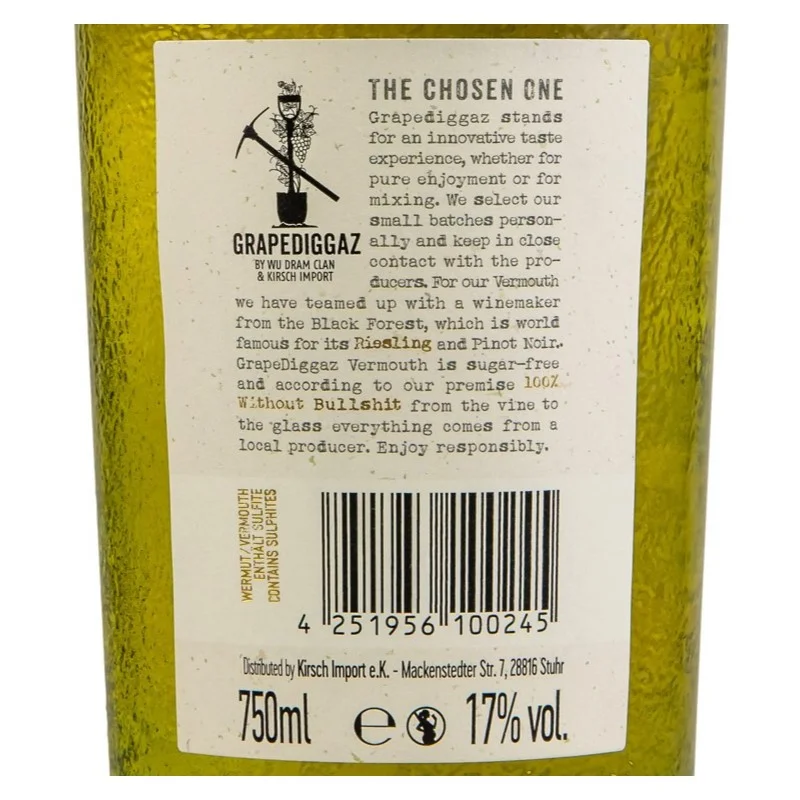 THE CHOSEN ONE
Grapediggaz stands
for an innovative taste
experience, whether for
pure enjoyment or for
mixing. We select our
small batches person-
ally and keep in close
contact with the pro-
ducers. For our Vermouth
GRAPEDIGGAZ
BY WU DRAM CLAN
& KIRSCH IMPORT
we have teamed up with a winemaker
from the Black Forest, which is world
famous for its Riesling and Pinot Noir.
GrapeDiggaz Vermouth is sugar-free
and according to our premise 100%
Without Bullshit from the vine to
the glass everything comes from a
local producer. Enjoy responsibly.
WERMUT/VERMOUTH
ENTHÄLT SULFITE
CONTAINS SULPHITES
4 251956 100245
Distributed by Kirsch Import e.K. - Mackenstedter Str. 7, 28816 Stuhr
750ml e 17% vol.